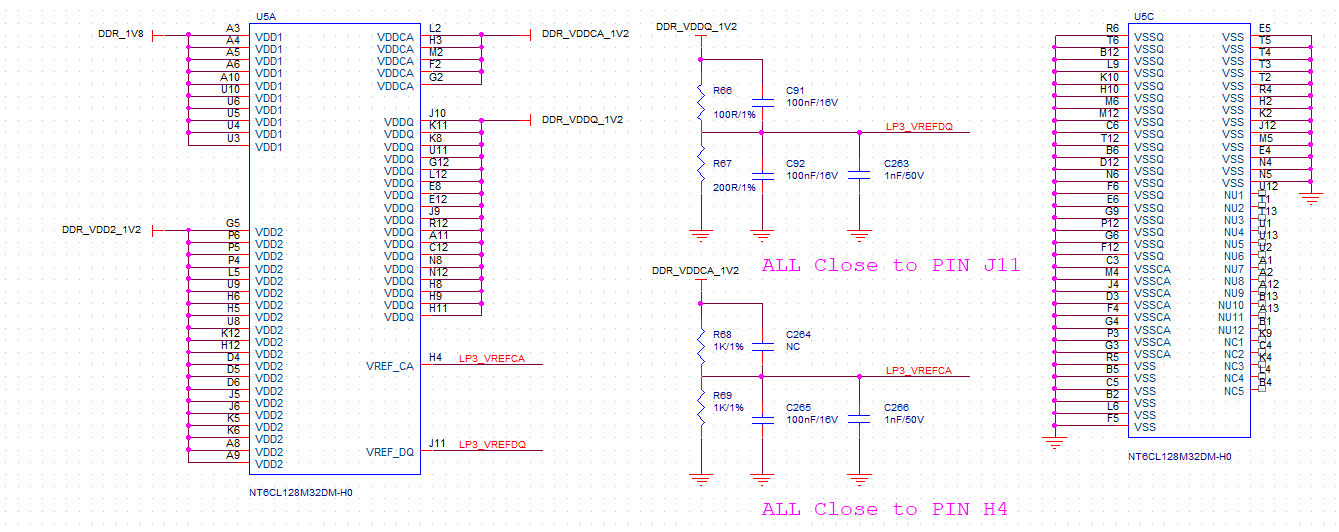 U5A
DDR_1V8
A3 VDD1
A4 VDD1
A5 VDD1
A6 VDD1
A10 VDD1
U10 VDD1
U6 VDD1
U5 VDD1
U4 VDD1
U3 VDD1
DDR_VDD2_1V2
G5 VDD2
P6 VDD2
P5 VDD2
P4 VDD2
L5 VDD2
U9 VDD2
H6 VDD2
H5 VDD2
U8 VDD2
K12 VDD2
H12 VDD2
D4 VDD2
D5 VDD2
D6 VDD2
J5 VDD2
J6 VDD2
K5 VDD2
K6 VDD2
A8 VDD2
A9 VDD2
VDDCA L2
VDDCA H3
VDDCA M2
VDDCA F2
VDDCA G2
DDR_VDDCA_1V2
VDDQ J10
VDDQ K11
VDDQ K8
VDDQ U11
VDDQ G12
VDDQ L12
VDDQ E8
VDDQ E12
VDDQ J9
VDDQ R12
VDDQ A11
VDDQ C12
VDDQ N8
VDDQ N12
VDDQ H8
VDDQ H9
VDDQ H11
DDR_VDDQ_1V2
VREF_CA H4 LP3_VREFCA
VREF_DQ J11 LP3_VREFDQ
NT6CL128M32DM-H0
DDR_VDDQ_1V2
R66
100R/1%
C91
100nF/16V
LP3_VREFDQ
R67
200R/1%
C92
100nF/16V
C263
1nF/50V
ALL Close to PIN J11
DDR_VDDCA_1V2
R68
1K/1%
C264
NC
LP3_VREFCA
R69
1K/1%
C265
100nF/16V
C266
1nF/50V
ALL Close to PIN H4
U5C
R6 VSSQ
T6 VSSQ
B12 VSSQ
L9 VSSQ
K10 VSSQ
H10 VSSQ
M6 VSSQ
M12 VSSQ
C6 VSSQ
T12 VSSQ
B6 VSSQ
D12 VSSQ
N6 VSSQ
F6 VSSQ
E6 VSSQ
G9 VSSQ
P12 VSSQ
G6 VSSQ
F12 VSSQ
C3 VSSCA
M4 VSSCA
J4 VSSCA
D3 VSSCA
F4 VSSCA
G4 VSSCA
P3 VSSCA
G3 VSSCA
R5 VSS
B5 VSS
C5 VSS
B2 VSS
L6 VSS
F5 VSS
VSS E5
VSS T5
VSS T4
VSS T3
VSS T2
VSS R4
VSS H2
VSS K2
VSS J12
VSS M5
VSS E4
VSS N4
VSS N5
NU1 U12
NU2 T1
NU3 T13
NU4 U1
NU5 U13
NU6 U2
NU7 A1
NU8 A2
NU9 A12
NU10 B13
NU11 A13
NU12 B1
NC1 K9
NC2 C4
NC3 K4
NC4 L4
NC5 B4
NT6CL128M32DM-H0